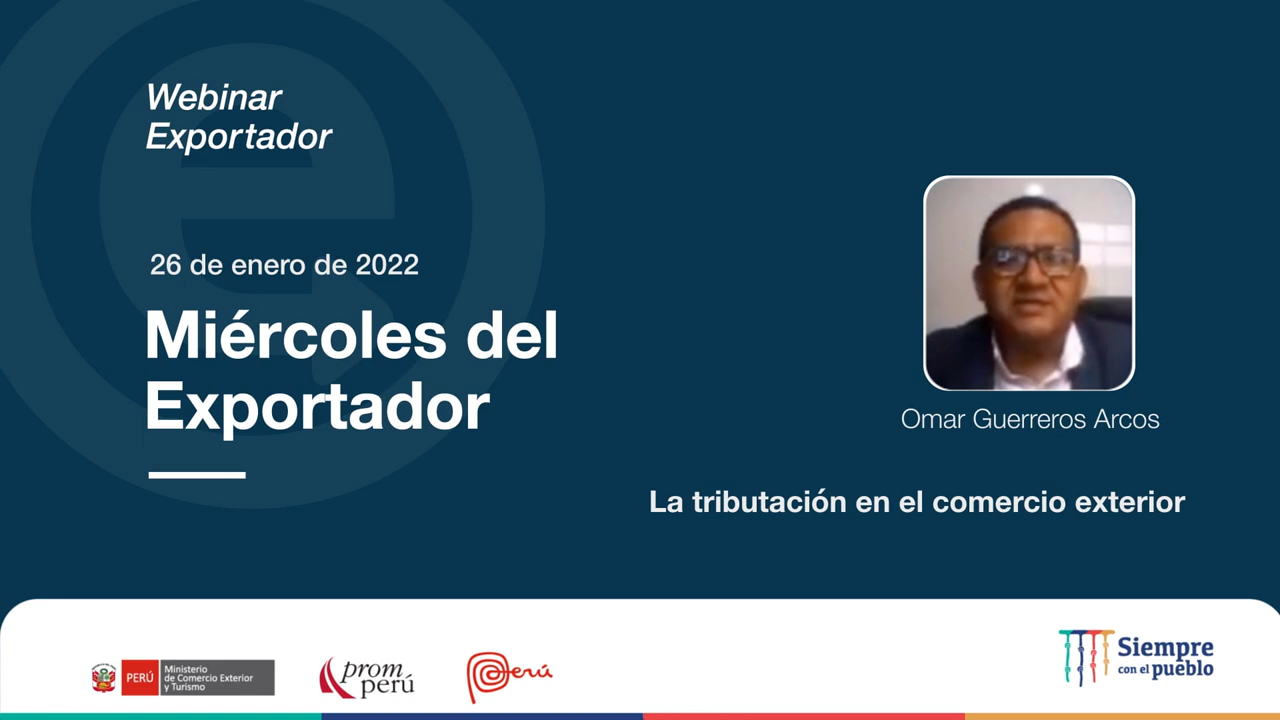 Webinar
Exportador
26 de enero de 2022
Miércoles del
Exportador
Omar Guerreros Arcos
La tributación en el comercio exterior
PERÚ
Ministerio
de Comercio Exterior
y Turismo
prom
perú
Perú
Siempre
con el pueblo